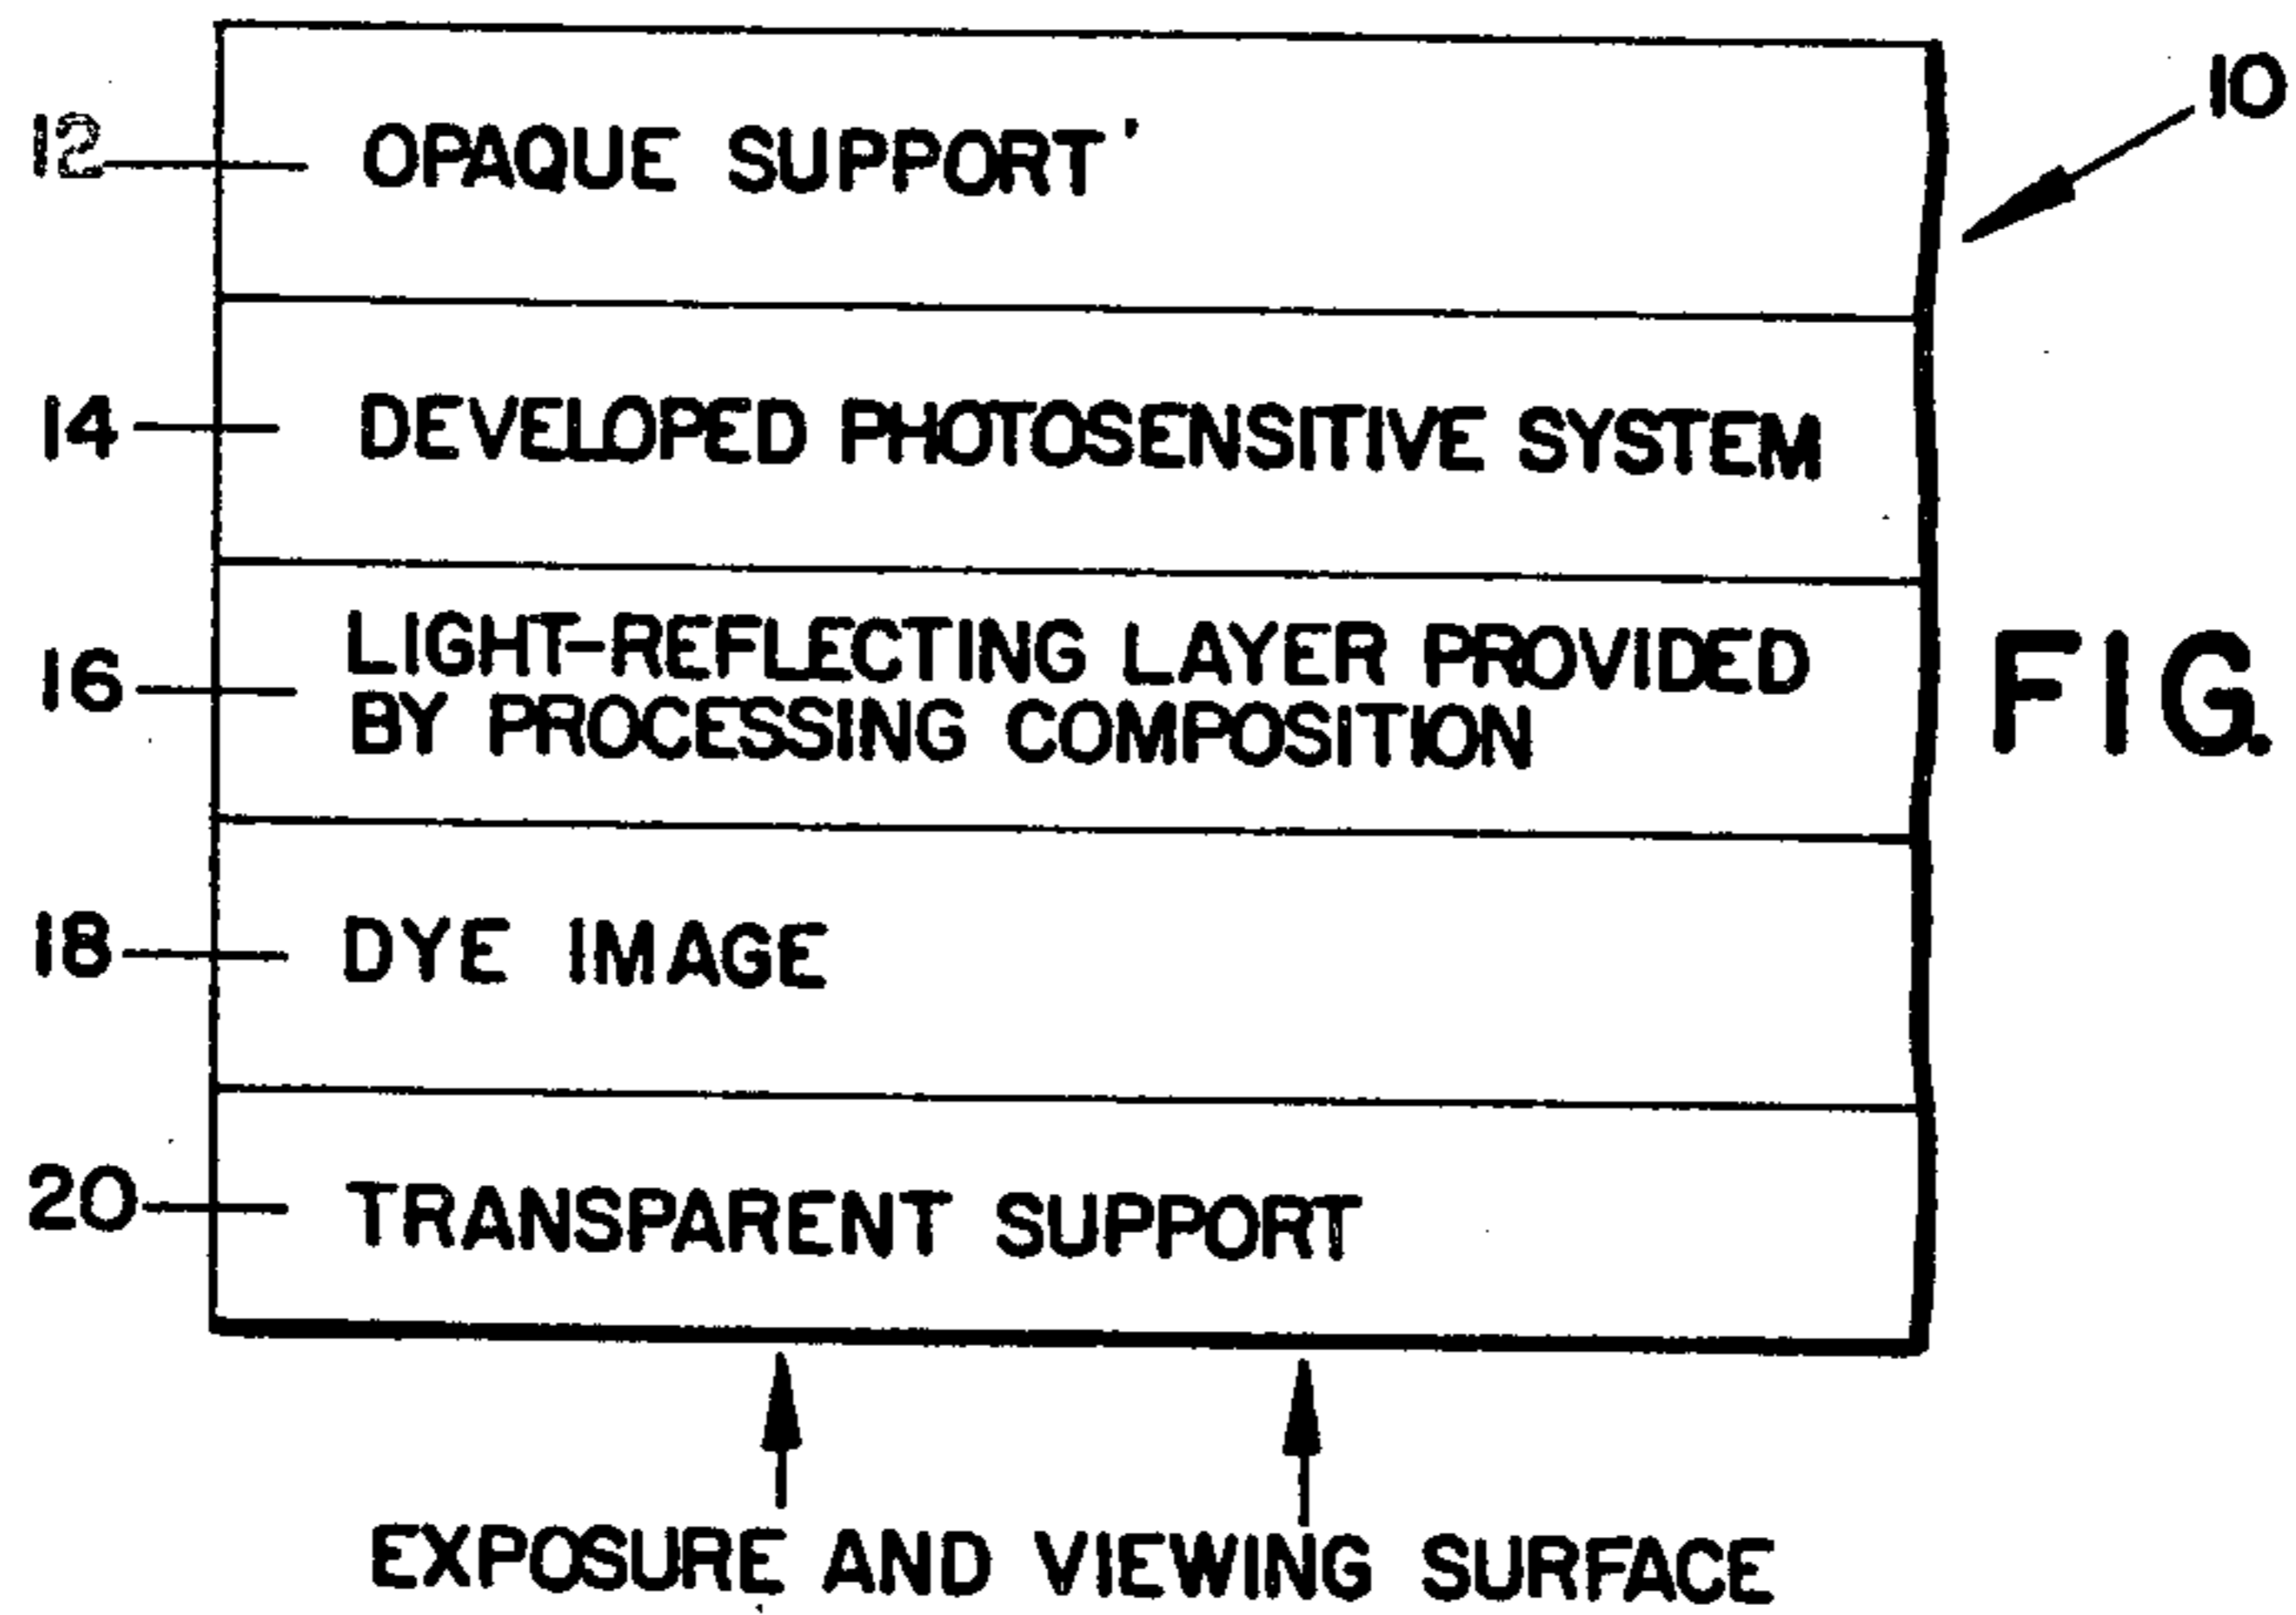 10
12 OPAQUE SUPPORT'
14 DEVELOPED PHOTOSENSITIVE SYSTEM
16 LIGHT-REFLECTING LAYER PROVIDED
BY PROCESSING COMPOSITION
FIG.
18 DYE IMAGE
20 TRANSPARENT SUPPORT
EXPOSURE AND VIEWING SURFACE